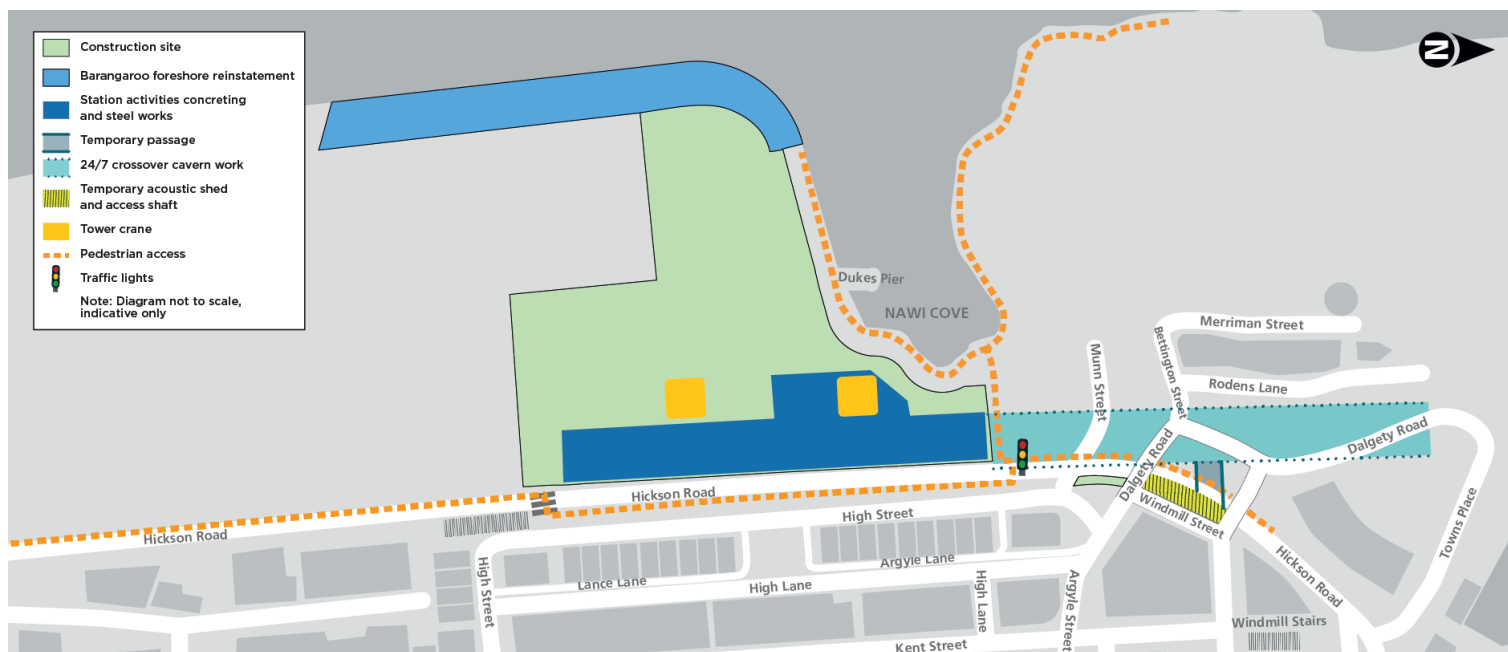 Construction site
Barangaroo foreshore reinstatement
Station activities concreting
and steel works
Temporary passage
24/7 crossover cavern work
Temporary acoustic shed
and access shaft
Tower crane
Pedestrian access
Traffic lights
Note: Diagram not to scale,
indicative only
N
Dukes Pier
NAWI COVE
Merriman Street
Bettington Street
Munn Street
Rodens Lane
Dalgety Road
Dalgety Road
Hickson Road
Windmill Street
High Street
Hickson Road
Towns Place
Argyle Lane
Hickson Road
High Street
Lance Lane
High Lane
High Lane
Argyle Street
Windmill Stairs
Kent Street